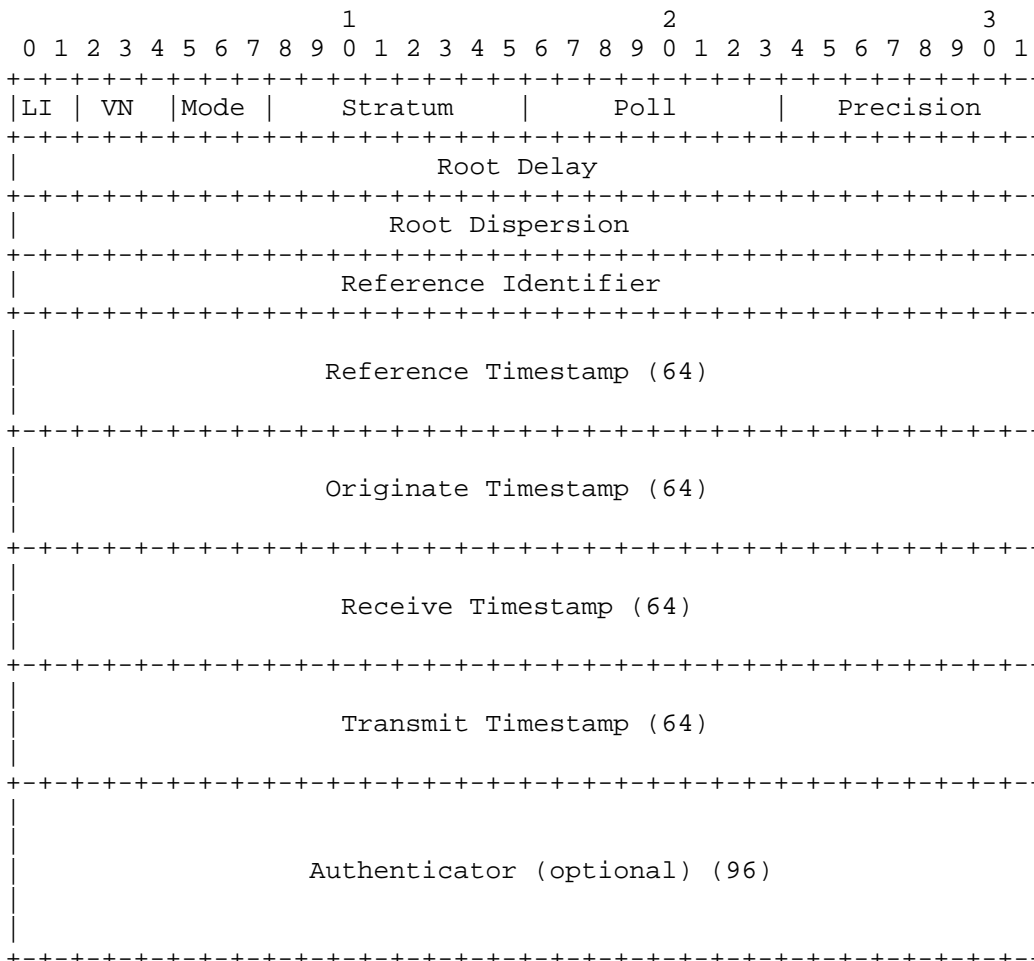 1                   2                   3
 0 1 2 3 4 5 6 7 8 9 0 1 2 3 4 5 6 7 8 9 0 1 2 3 4 5 6 7 8 9 0 1
+-+-+-+-+-+-+-+-+-+-+-+-+-+-+-+-+-+-+-+-+-+-+-+-+-+-+-+-+-+-+-+-
|LI | VN  |Mode |    Stratum    |      Poll     |   Precision
+-+-+-+-+-+-+-+-+-+-+-+-+-+-+-+-+-+-+-+-+-+-+-+-+-+-+-+-+-+-+-+-
|                          Root Delay
+-+-+-+-+-+-+-+-+-+-+-+-+-+-+-+-+-+-+-+-+-+-+-+-+-+-+-+-+-+-+-+-
|                       Root Dispersion
+-+-+-+-+-+-+-+-+-+-+-+-+-+-+-+-+-+-+-+-+-+-+-+-+-+-+-+-+-+-+-+-
|                    Reference Identifier
+-+-+-+-+-+-+-+-+-+-+-+-+-+-+-+-+-+-+-+-+-+-+-+-+-+-+-+-+-+-+-+-
|
|                   Reference Timestamp (64)
|
+-+-+-+-+-+-+-+-+-+-+-+-+-+-+-+-+-+-+-+-+-+-+-+-+-+-+-+-+-+-+-+-
|
|                   Originate Timestamp (64)
|
+-+-+-+-+-+-+-+-+-+-+-+-+-+-+-+-+-+-+-+-+-+-+-+-+-+-+-+-+-+-+-+-
|
|                    Receive Timestamp (64)
|
+-+-+-+-+-+-+-+-+-+-+-+-+-+-+-+-+-+-+-+-+-+-+-+-+-+-+-+-+-+-+-+-
|
|                    Transmit Timestamp (64)
|
+-+-+-+-+-+-+-+-+-+-+-+-+-+-+-+-+-+-+-+-+-+-+-+-+-+-+-+-+-+-+-+-
|
|
|                  Authenticator (optional) (96)
|
|
+-+-+-+-+-+-+-+-+-+-+-+-+-+-+-+-+-+-+-+-+-+-+-+-+-+-+-+-+-+-+-+-